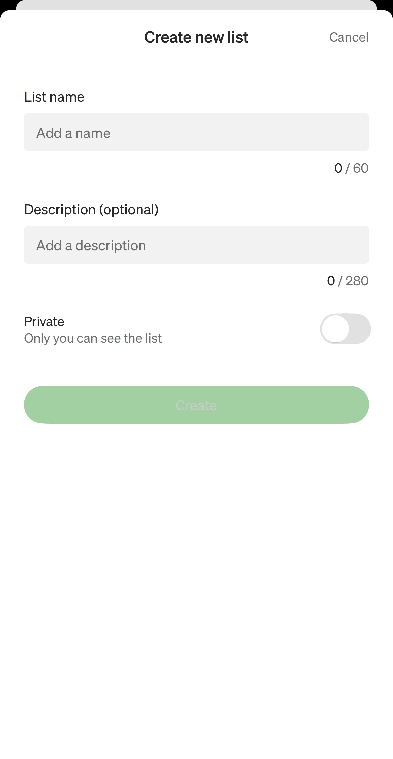 Create new list
Cancel
List name
Add a name
0 / 60
Description (optional)
Add a description
0 / 280
Private
Only you can see the list
Create